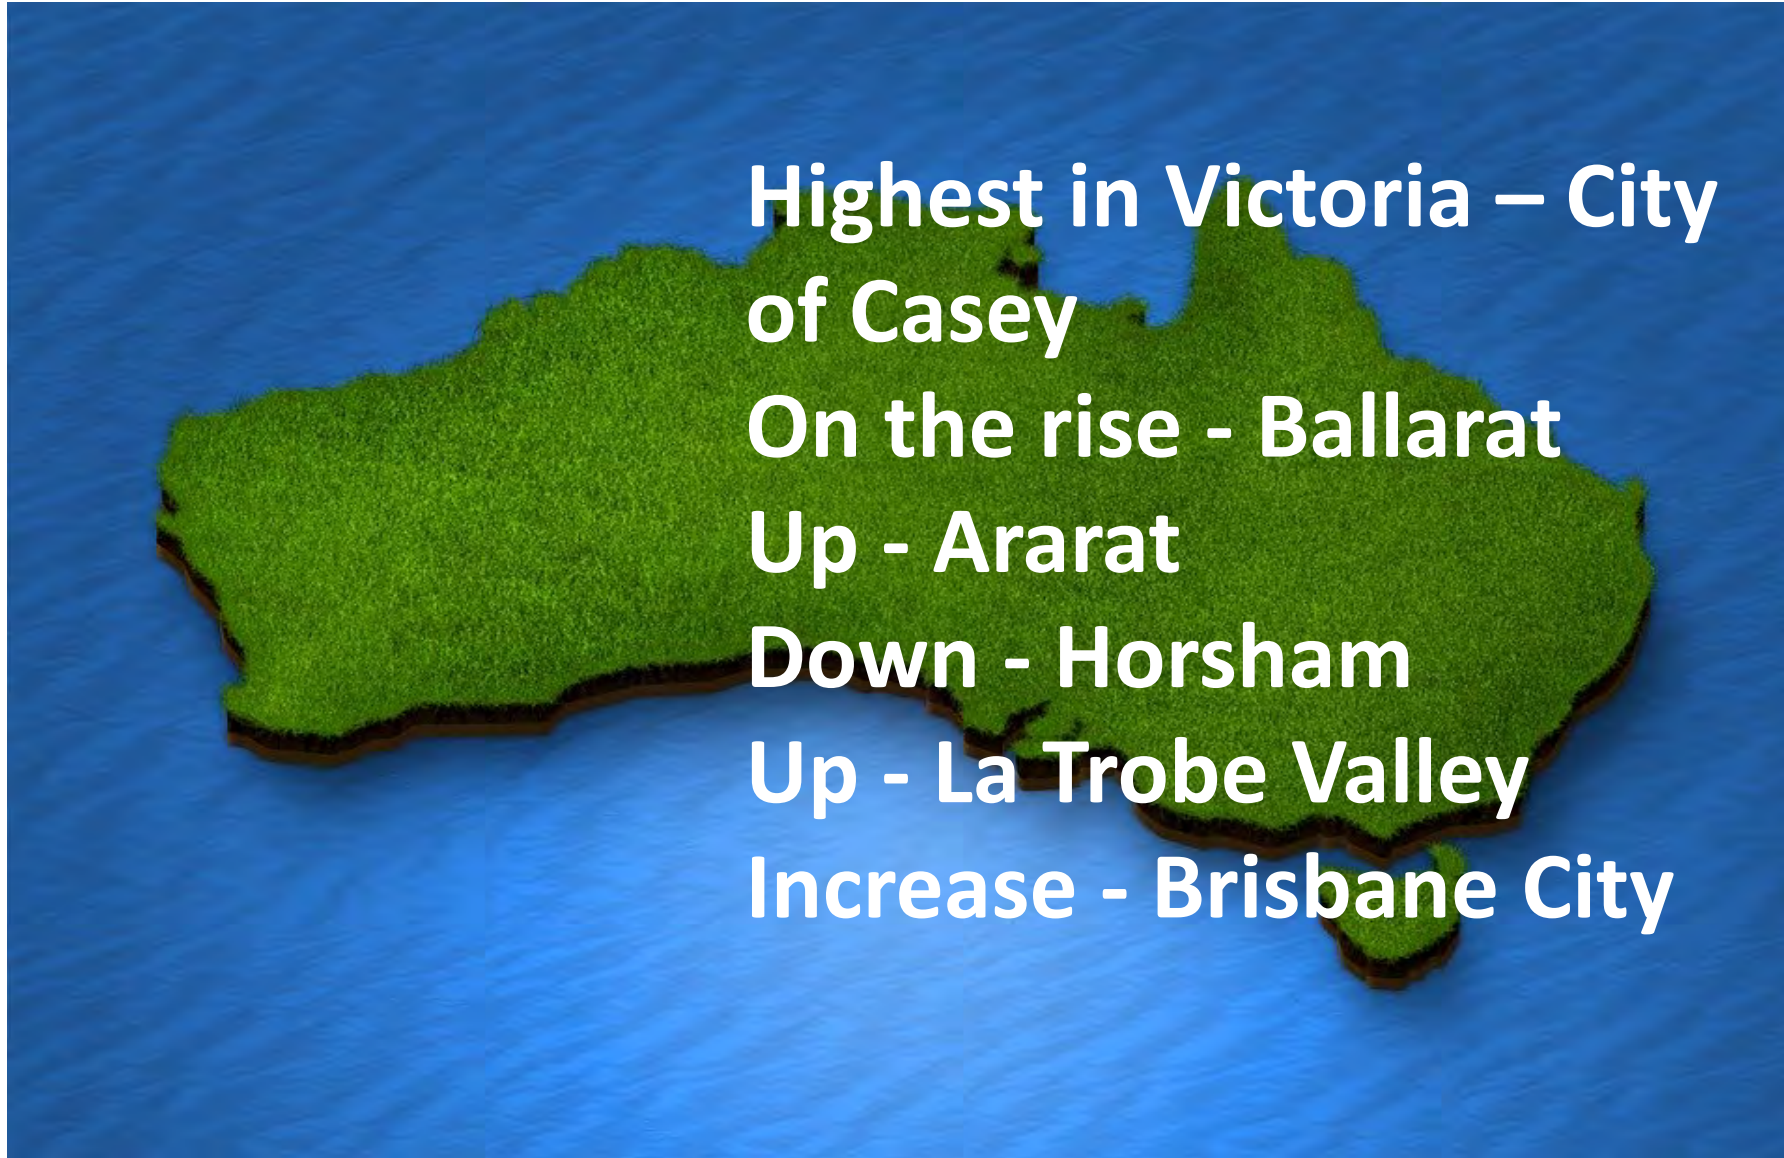 Highest in Victoria – City
of Casey
On the rise - Ballarat
Up - Ararat
Down - Horsham
Up - La Trobe Valley
Increase - Brisbane City